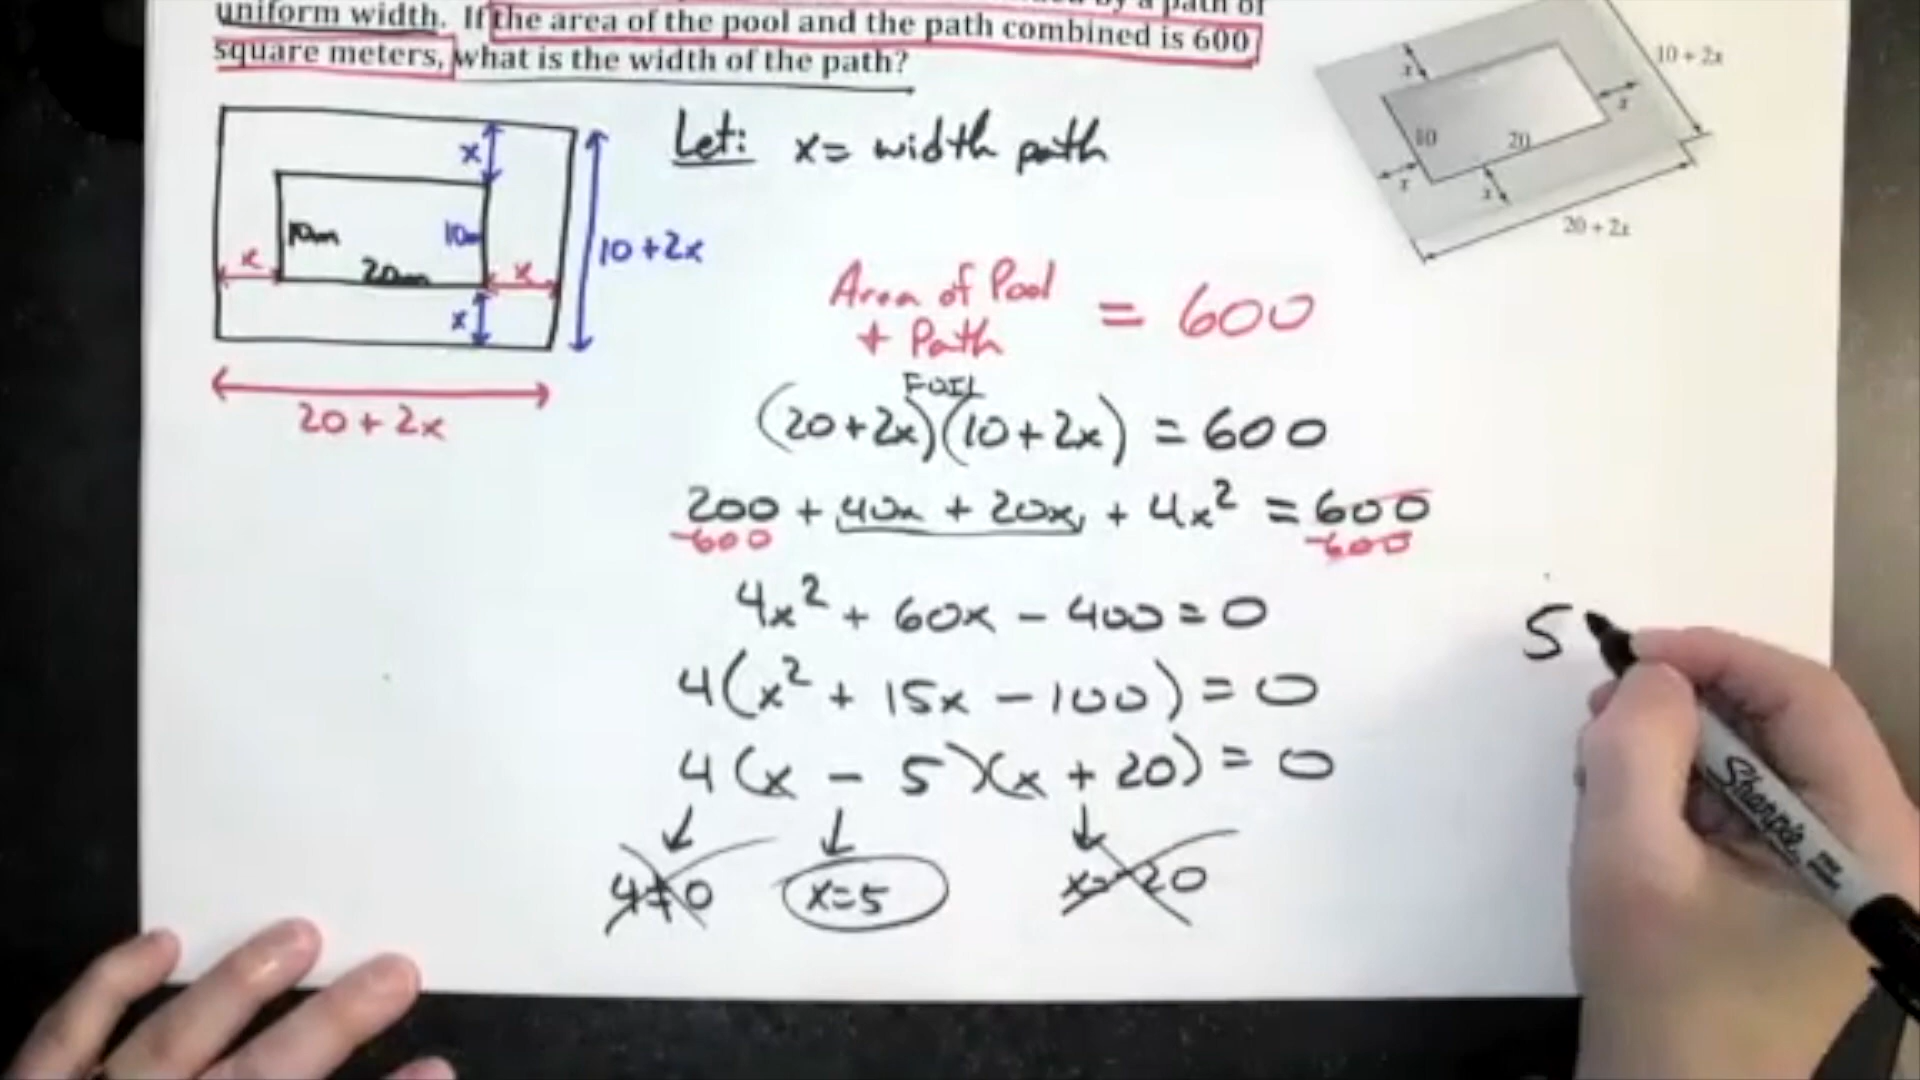 by a path of
uniform width. If the area of the pool and the path combined is 600
square meters, what is the width of the path?
10 + 2x
x
x
10
20
x
x
20 + 2x
Let: x = width path
x
10m
10m
20m
x
x
x
10 + 2x
20 + 2x
Area of Pool
+ Path = 600
FOIL
(20+2x)(10+2x) = 600
200 + 40x + 20x + 4x² = 600
-600 -600
4x² + 60x - 400 = 0
4(x² + 15x - 100) = 0
4(x - 5)(x + 20) = 0
4≠0 x=5 x=-20
5
Sharpie